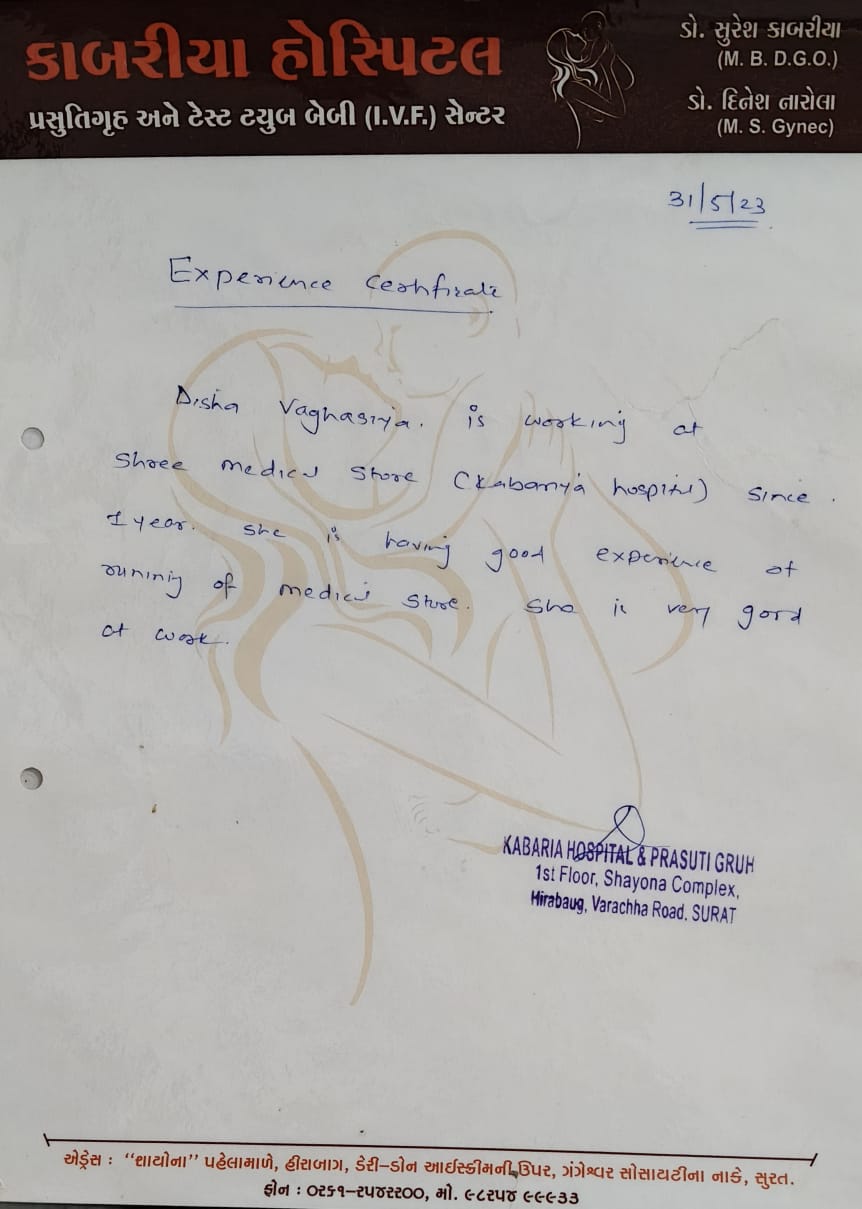 કાબરીયા હોસ્પિટલ
પ્રસુતિગૃહ અને ટેસ્ટ ટયુબ બેબી (I.V.F.) સેન્ટર
ડો. સુરેશ કાબરીયા
(M. B. D.G.O.)
ડો. દિનેશ નારોલા
(M. S. Gynec)
31/5/23
Experience Certificate
Disha Vaghasiya. is working at
Shree medical Store (Kabariya hospital) since.
1 year. she is having good experience of
running of medical store. She is very good
at work.
KABARIA HOSPITAL & PRASUTI GRUH
1st Floor, Shayona Complex,
Hirabaug, Varachha Road, SURAT
એડ્રેસ : "શાયોના" પહેલામાળે, હીરાબાગ, ડેરી-ડોન આઈસ્ક્રીમની ઉપર, ગંગેશ્વર સોસાયટીના નાકે, સુરત.
ફોન : ૦૨૬૧-૨૫૪૨૨૦૦, મો. ૯૮૨૫૪ ૯૯૯૩૩